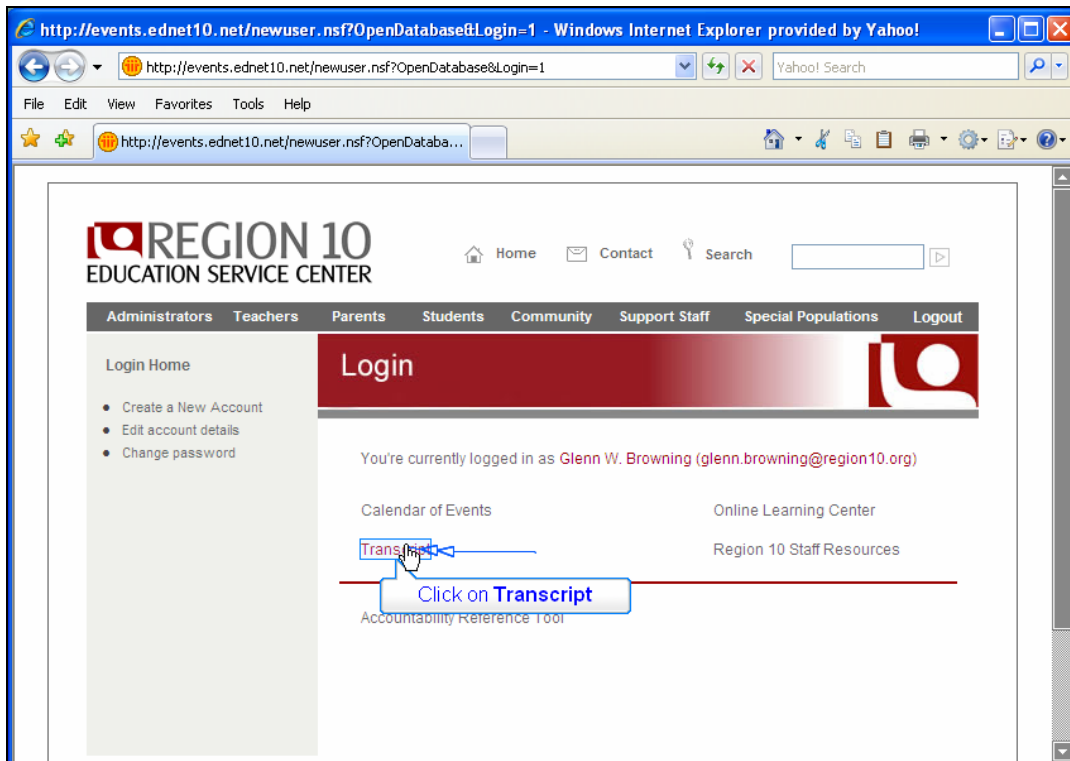 http://events.ednet10.net/newuser.nsf?OpenDatabase&Login=1 - Windows Internet Explorer provided by Yahoo!
http://events.ednet10.net/newuser.nsf?OpenDatabase&Login=1
Yahoo! Search
File Edit View Favorites Tools Help
http://events.ednet10.net/newuser.nsf?OpenDataba...
REGION 10
EDUCATION SERVICE CENTER
Home Contact Search
Administrators Teachers Parents Students Community Support Staff Special Populations Logout
Login Home
Login
Create a New Account
Edit account details
Change password
You're currently logged in as Glenn W. Browning (glenn.browning@region10.org)
Calendar of Events Online Learning Center
Transcript Region 10 Staff Resources
Click on Transcript
Accountability Reference Tool